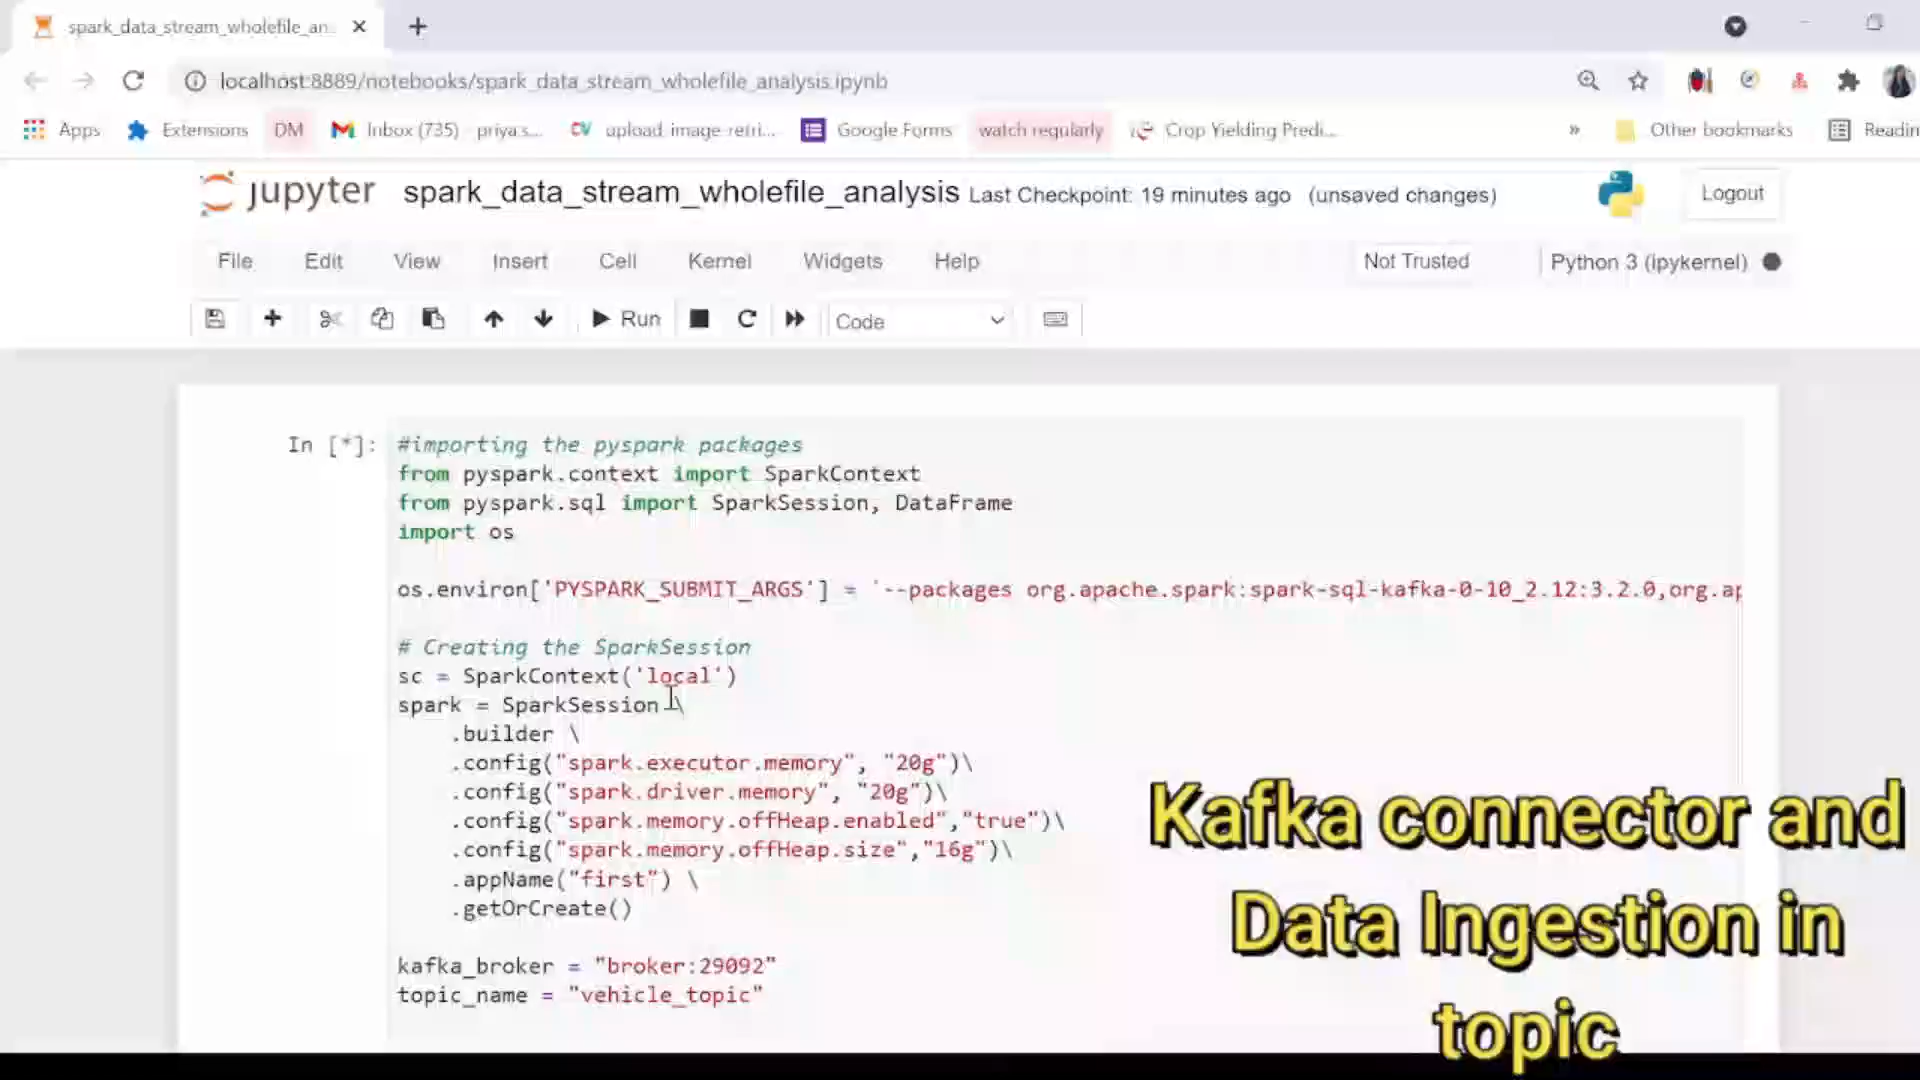 spark_data_stream_wholefile_an...
localhost:8889/notebooks/spark_data_stream_wholefile_analysis.ipynb
Apps Extensions DM Inbox (735) - priya.s... CV upload image retri... Google Forms watch regularly Crop Yielding Predi... » Other bookmarks Readin
jupyter spark_data_stream_wholefile_analysis Last Checkpoint: 19 minutes ago (unsaved changes) Logout
File Edit View Insert Cell Kernel Widgets Help Not Trusted Python 3 (ipykernel)
Run Code
In [*]: #importing the pyspark packages
from pyspark.context import SparkContext
from pyspark.sql import SparkSession, DataFrame
import os
os.environ['PYSPARK_SUBMIT_ARGS'] = '--packages org.apache.spark:spark-sql-kafka-0-10_2.12:3.2.0,org.ap
# Creating the SparkSession
sc = SparkContext('local')
spark = SparkSession \
.builder \
.config("spark.executor.memory", "20g")\
.config("spark.driver.memory", "20g")\
.config("spark.memory.offHeap.enabled","true")\
.config("spark.memory.offHeap.size","16g")\
.appName("first") \
.getOrCreate()
kafka_broker = "broker:29092"
topic_name = "vehicle_topic"
Kafka connector and
Data Ingestion in
topic